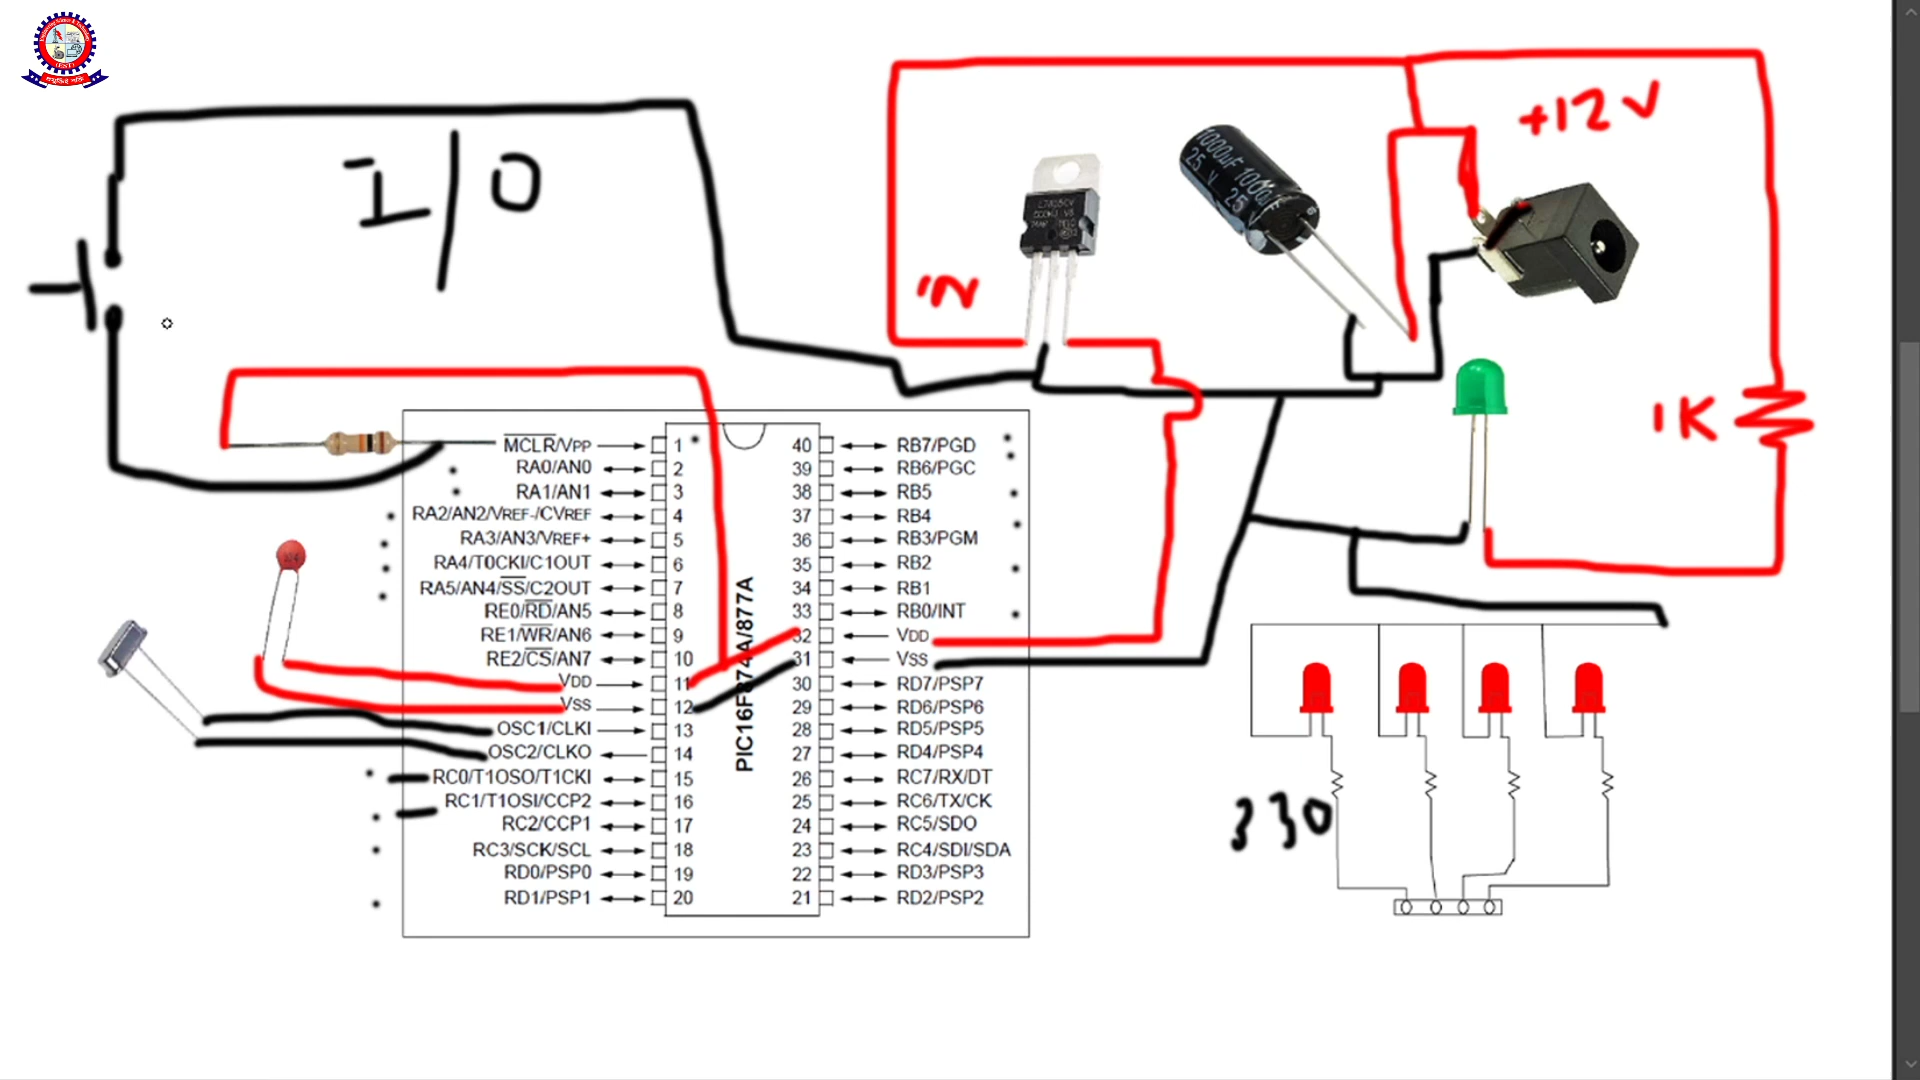 I/O
+12V
1000µF 1000µF
25 V 25 V
L7805CV
IN
1K
MCLR/VPP 1 40 RB7/PGD
RA0/AN0 2 39 RB6/PGC
RA1/AN1 3 38 RB5
RA2/AN2/VREF-/CVREF 4 37 RB4
RA3/AN3/VREF+ 5 36 RB3/PGM
RA4/T0CKI/C1OUT 6 35 RB2
RA5/AN4/SS/C2OUT 7 34 RB1
RE0/RD/AN5 8 33 RB0/INT
RE1/WR/AN6 9 32 VDD
RE2/CS/AN7 10 31 VSS
VDD 11 30 RD7/PSP7
VSS 12 29 RD6/PSP6
OSC1/CLKI 13 28 RD5/PSP5
OSC2/CLKO 14 27 RD4/PSP4
RC0/T1OSO/T1CKI 15 26 RC7/RX/DT
RC1/T1OSI/CCP2 16 25 RC6/TX/CK
RC2/CCP1 17 24 RC5/SDO
RC3/SCK/SCL 18 23 RC4/SDI/SDA
RD0/PSP0 19 22 RD3/PSP3
RD1/PSP1 20 21 RD2/PSP2
PIC16F874A/877A
330